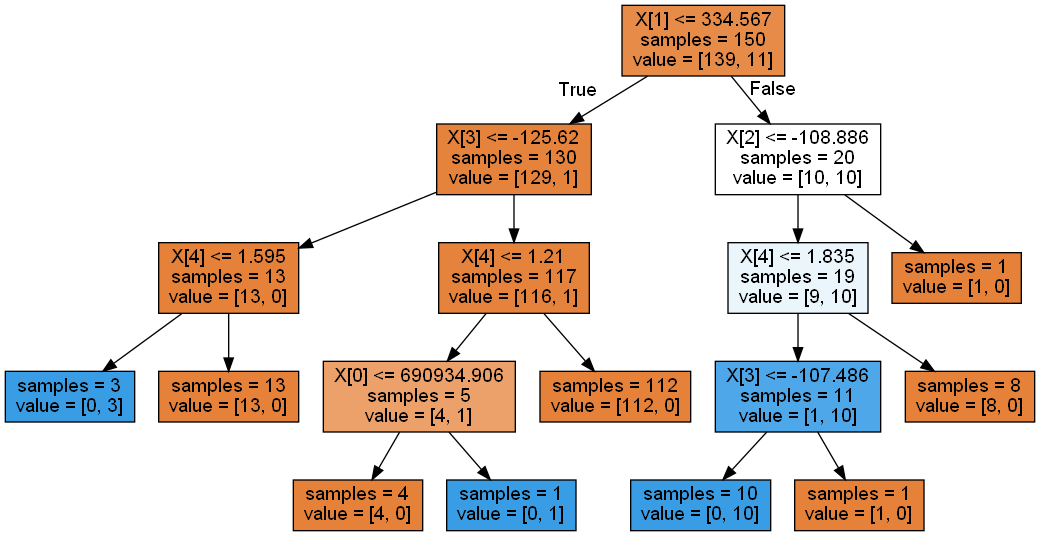 X[1] <= 334.567
samples = 150
value = [139, 11]
True
False
X[3] <= -125.62
samples = 130
value = [129, 1]
X[2] <= -108.886
samples = 20
value = [10, 10]
X[4] <= 1.595
samples = 13
value = [13, 0]
X[4] <= 1.21
samples = 117
value = [116, 1]
X[4] <= 1.835
samples = 19
value = [9, 10]
samples = 1
value = [1, 0]
samples = 3
value = [0, 3]
samples = 13
value = [13, 0]
X[0] <= 690934.906
samples = 5
value = [4, 1]
samples = 112
value = [112, 0]
X[3] <= -107.486
samples = 11
value = [1, 10]
samples = 8
value = [8, 0]
samples = 4
value = [4, 0]
samples = 1
value = [0, 1]
samples = 10
value = [0, 10]
samples = 1
value = [1, 0]